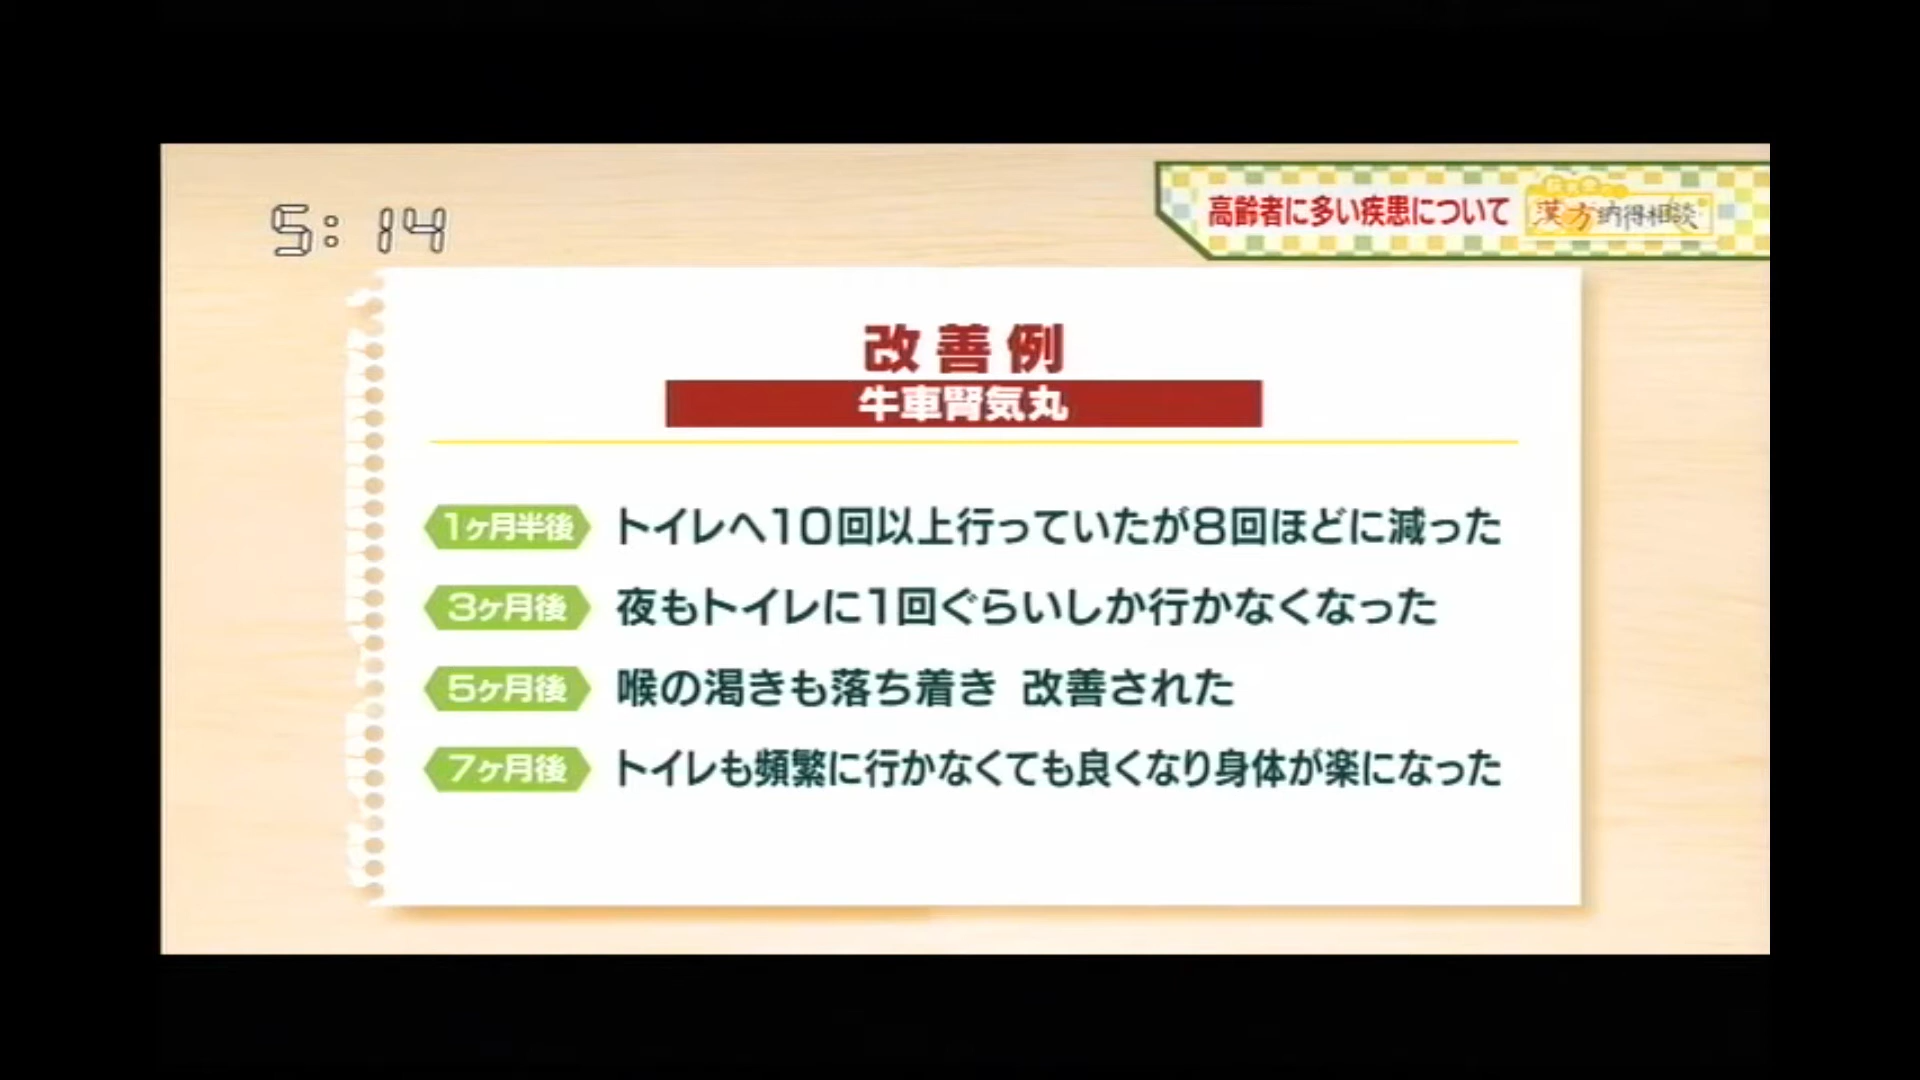 5:14
高齢者に多い疾患について
漢方納得相談
改善例
牛車腎気丸
1ヶ月半後 トイレへ10回以上行っていたが8回ほどに減った
3ヶ月後 夜もトイレに1回ぐらいしか行かなくなった
5ヶ月後 喉の渇きも落ち着き 改善された
7ヶ月後 トイレも頻繁に行かなくても良くなり身体が楽になった